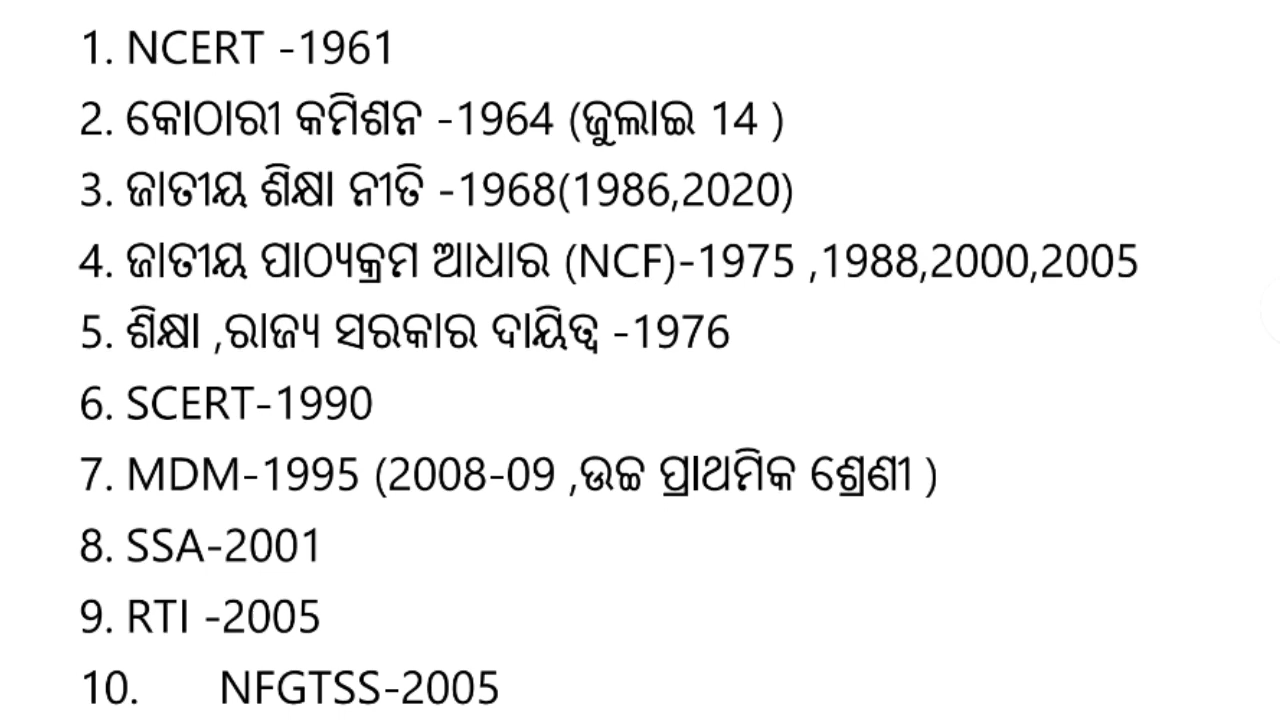 1. NCERT -1961
2. କୋଠାରୀ କମିଶନ -1964 (ଜୁଲାଇ 14 )
3. ଜାତୀୟ ଶିକ୍ଷା ନୀତି -1968(1986,2020)
4. ଜାତୀୟ ପାଠ୍ୟକ୍ରମ ଆଧାର (NCF)-1975 ,1988,2000,2005
5. ଶିକ୍ଷା ,ରାଜ୍ୟ ସରକାର ଦାୟିତ୍ୱ -1976
6. SCERT-1990
7. MDM-1995 (2008-09 ,ଉଚ୍ଚ ପ୍ରାଥମିକ ଶ୍ରେଣୀ )
8. SSA-2001
9. RTI -2005
10. NFGTSS-2005